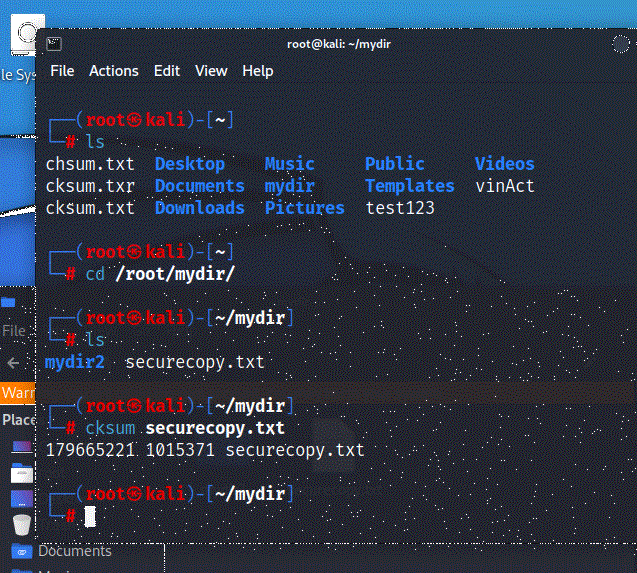 le Sys
root@kali: ~/mydir
File Actions Edit View Help
┌──(root㉿kali)-[~]
└─# ls
chsum.txt Desktop Music Public Videos
cksum.txr Documents mydir Templates vinAct
cksum.txt Downloads Pictures test123
┌──(root㉿kali)-[~]
└─# cd /root/mydir/
┌──(root㉿kali)-[~/mydir]
└─# ls
mydir2 securecopy.txt
┌──(root㉿kali)-[~/mydir]
└─# cksum securecopy.txt
179665221 1015371 securecopy.txt
┌──(root㉿kali)-[~/mydir]
└─#
File
Warn
Place
Documents